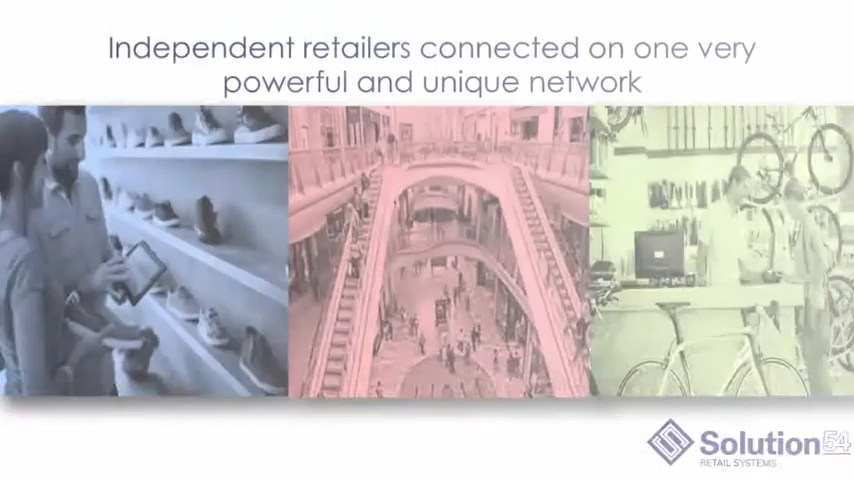 Independent retailers connected on one very
powerful and unique network
Solution54
RETAIL SYSTEMS